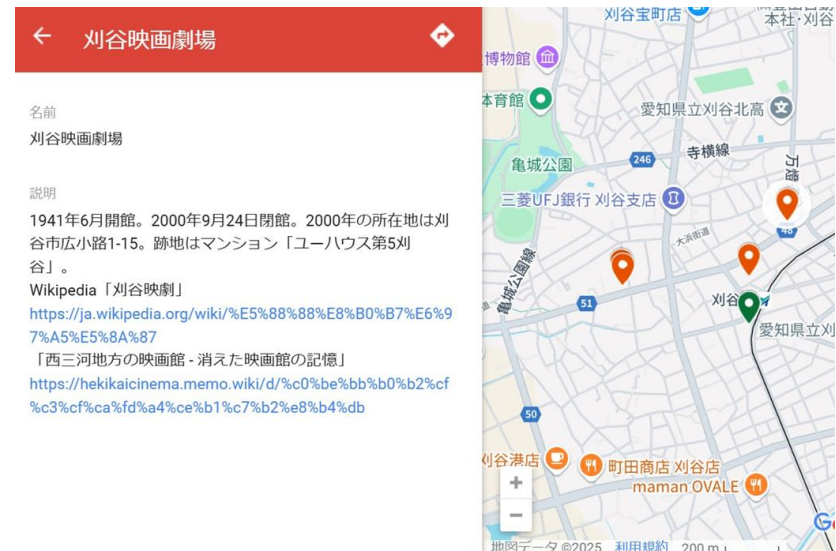 刈谷映画劇場
名前
刈谷映画劇場
説明
1941年6月開館。2000年9月24日閉館。2000年の所在地は刈
谷市広小路1-15。跡地はマンション「ユーハウス第5刈
谷」。
Wikipedia「刈谷映劇」
https://ja.wikipedia.org/wiki/%E5%88%88%E8%B0%B7%E6%9
7%A5%E5%8A%87
「西三河地方の映画館 - 消えた映画館の記憶」
https://hekikaicinema.memo.wiki/d/%c0%be%bb%b0%b2%cf
%c3%cf%ca%fd%a4%ce%b1%c7%b2%e8%b4%db
刈谷宝町店
本社・刈谷
博物館
体育館
愛知県立刈谷北高
寺横線
246
万燈
亀城公園
三菱UFJ銀行 刈谷支店
48
大浜街道
亀城公園線
51
刈谷
愛知県立刈
50
刈谷港店
町田商店 刈谷店
maman OVALE
+
−
地図データ ©2025 利用規約 200 m